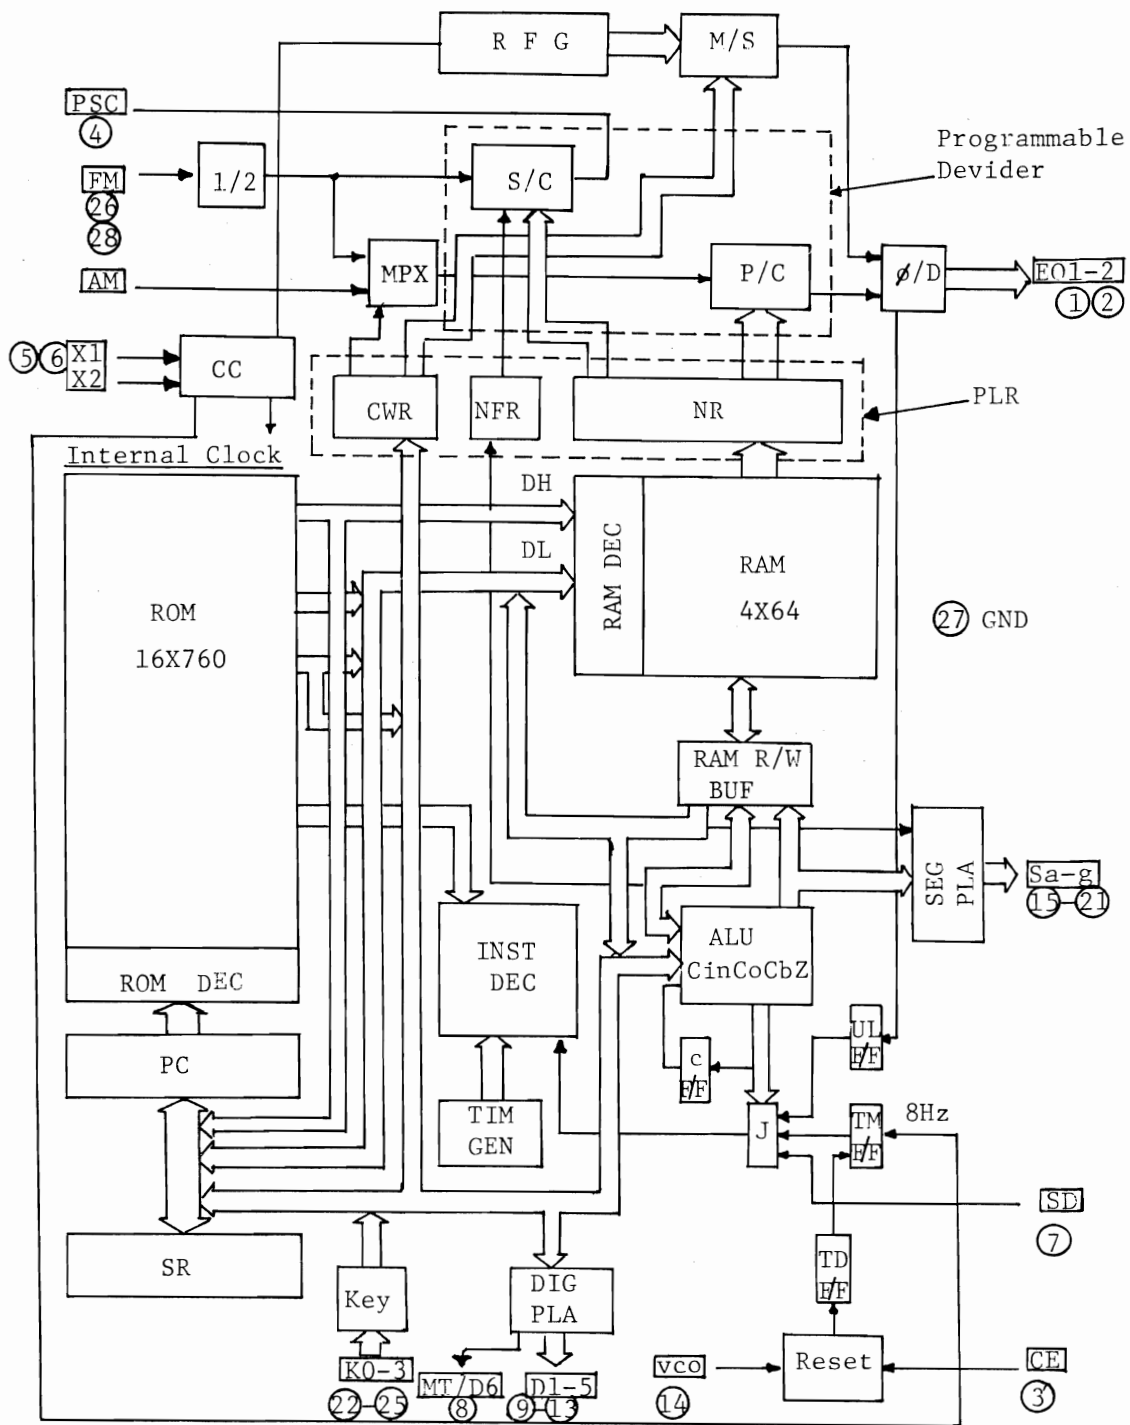 R F G
M/S
PSC
4
Programmable
Devider
FM
26
28
1/2
S/C
AM
MPX
P/C
ø/D
EO1-2
1 2
5 6 X1
X2
CC
CWR
NFR
NR
PLR
Internal Clock
DH
DL
ROM
16X760
RAM DEC
RAM
4X64
27 GND
RAM R/W
BUF
SEG
PLA
Sa-g
15-21
INST
DEC
ALU
CinCoCbZ
ROM DEC
PC
c
F/F
UL
F/F
TIM
GEN
J
TM
F/F
8Hz
SD
7
SR
Key
DIG
PLA
TD
F/F
K0-3
22-25
MT/D6
8
D1-5
9-13
vco
14
Reset
CE
3